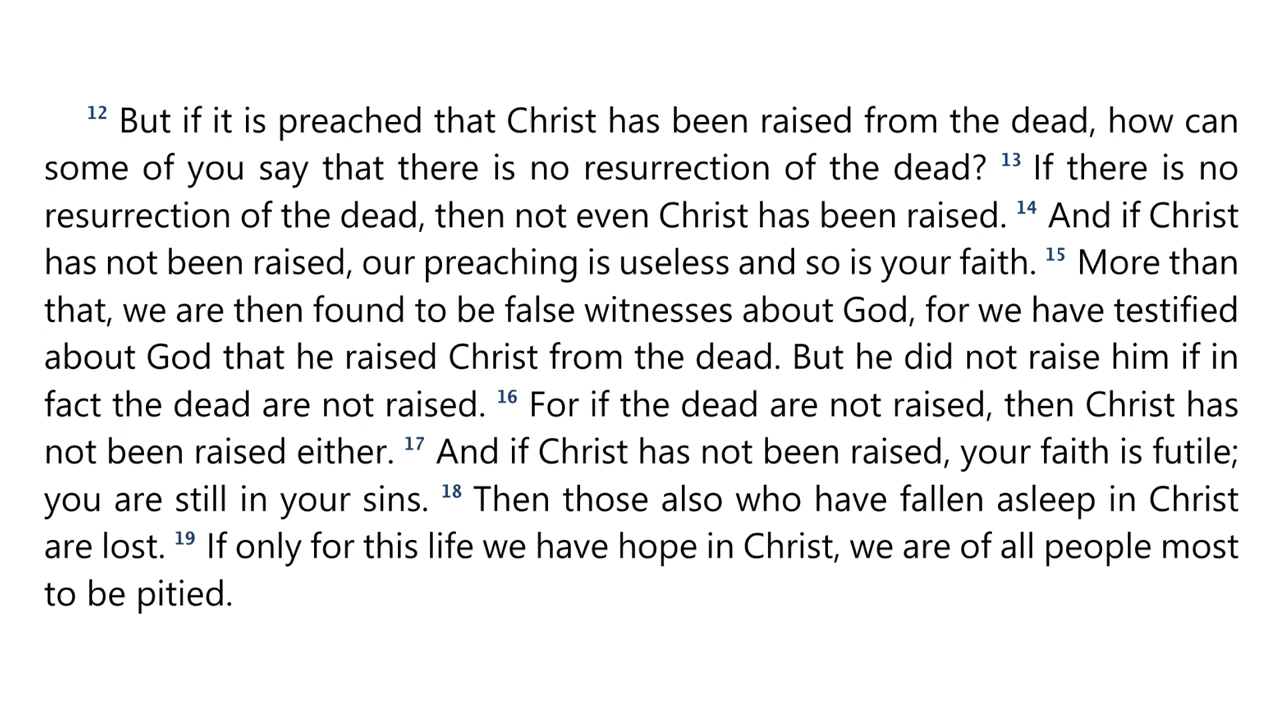 12 But if it is preached that Christ has been raised from the dead, how can
some of you say that there is no resurrection of the dead? 13 If there is no
resurrection of the dead, then not even Christ has been raised. 14 And if Christ
has not been raised, our preaching is useless and so is your faith. 15 More than
that, we are then found to be false witnesses about God, for we have testified
about God that he raised Christ from the dead. But he did not raise him if in
fact the dead are not raised. 16 For if the dead are not raised, then Christ has
not been raised either. 17 And if Christ has not been raised, your faith is futile;
you are still in your sins. 18 Then those also who have fallen asleep in Christ
are lost. 19 If only for this life we have hope in Christ, we are of all people most
to be pitied.